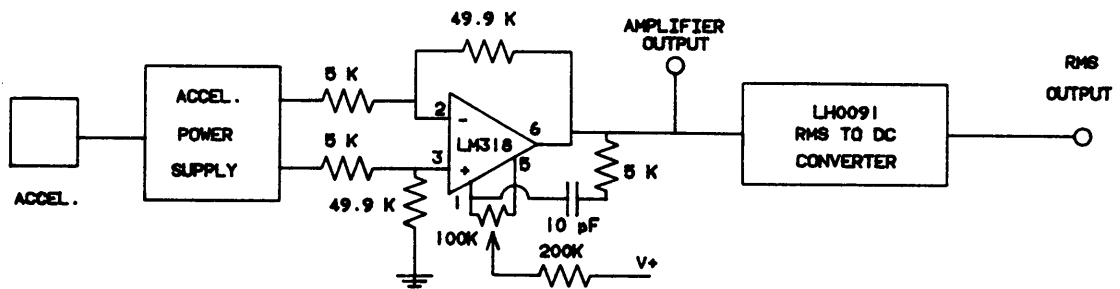 49.9 K
AMPLIFIER
OUTPUT
RMS
OUTPUT
5 K
ACCEL.
POWER
SUPPLY
2
-
LM318
6
LH0091
RMS TO DC
CONVERTER
5 K
3
+
5
5 K
ACCEL.
49.9 K
1
10 pF
100K
200K
V+